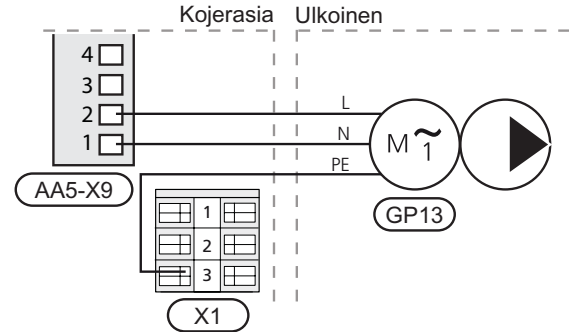 Kojerasia Ulkoinen
4
3
2
1
L
N
PE
M ~ 1
AA5-X9
GP13
1
2
3
X1